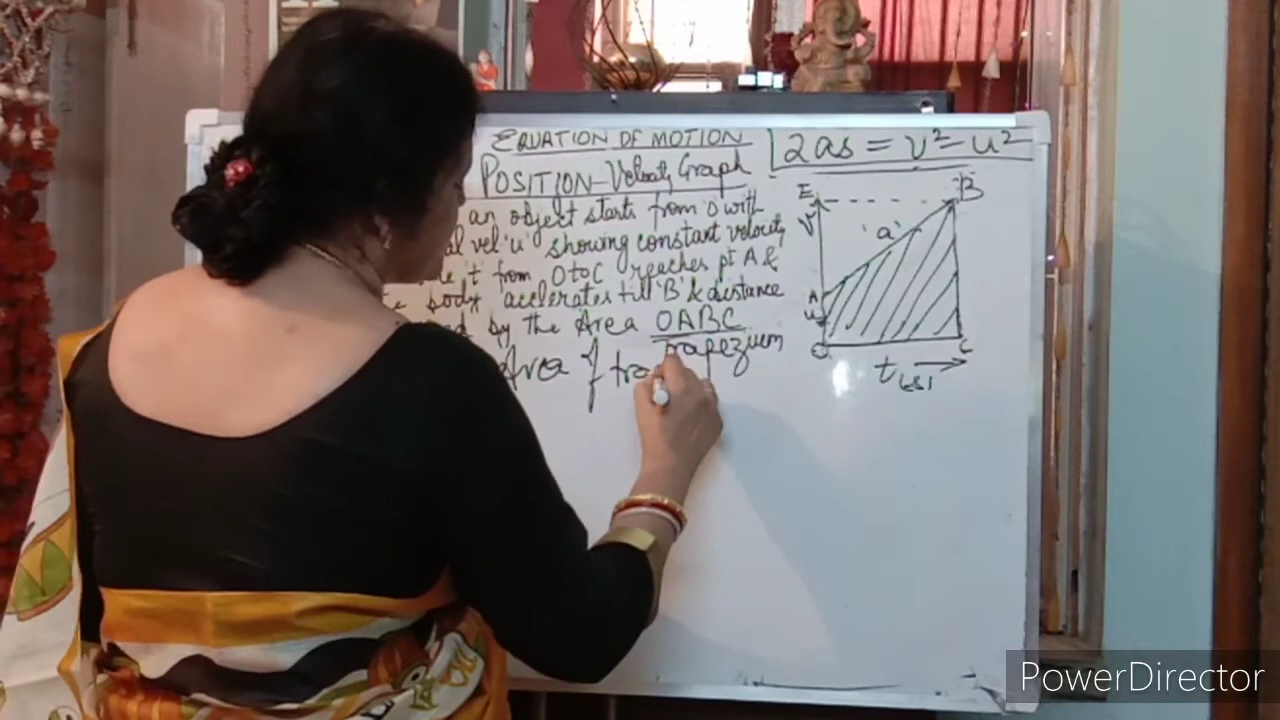 EQUATION OF MOTION
2as = v² - u²
POSITION-Velocity Graph
an object starts from O with
vel 'u' showing constant velocity
't' from O to C reaches pt A &
body accelerates till 'B' & distance
by the Area OABC
Trapezuem
Area of tra
E
B
V
'a'
A
u
O
C
t(s)
PowerDirector